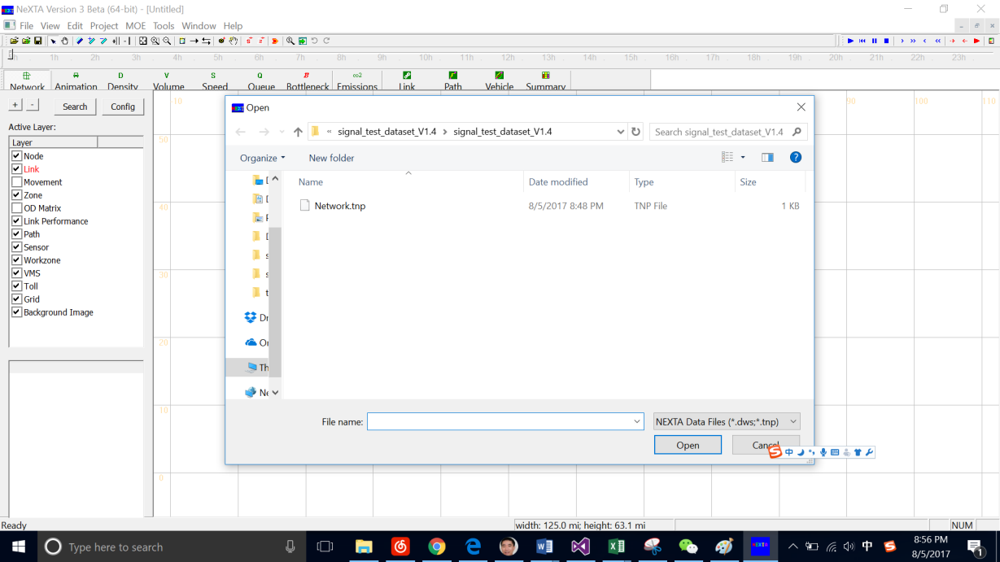 NeXTA Version 3 Beta (64-bit) - [Untitled]
File View Edit Project MOE Tools Window Help
1h 2h 3h 4h 5h 6h 7h 8h 9h 10h 11h 12h 13h 14h 15h 16h 17h 18h 19h 20h 21h 22h 23h
Network Animation Density Volume Speed Queue Bottleneck Emissions Link Path Vehicle Summary
+ - Search Config
Active Layer:
Layer
Node
Link
Movement
Zone
OD Matrix
Link Performance
Path
Sensor
Workzone
VMS
Toll
Grid
Background Image
10 90 100 110
50
40
30
20
10
0
Open
« signal_test_dataset_V1.4 > signal_test_dataset_V1.4
Search signal_test_dataset_V1.4
Organize New folder
Name Date modified Type Size
Network.tnp 8/5/2017 8:48 PM TNP File 1 KB
File name:
NEXTA Data Files (*.dws;*.tnp)
Open
中
Ready
width: 125.0 mi; height: 63.1 mi
NUM
Type here to search
NEXTA
中
8:56 PM
8/5/2017
1